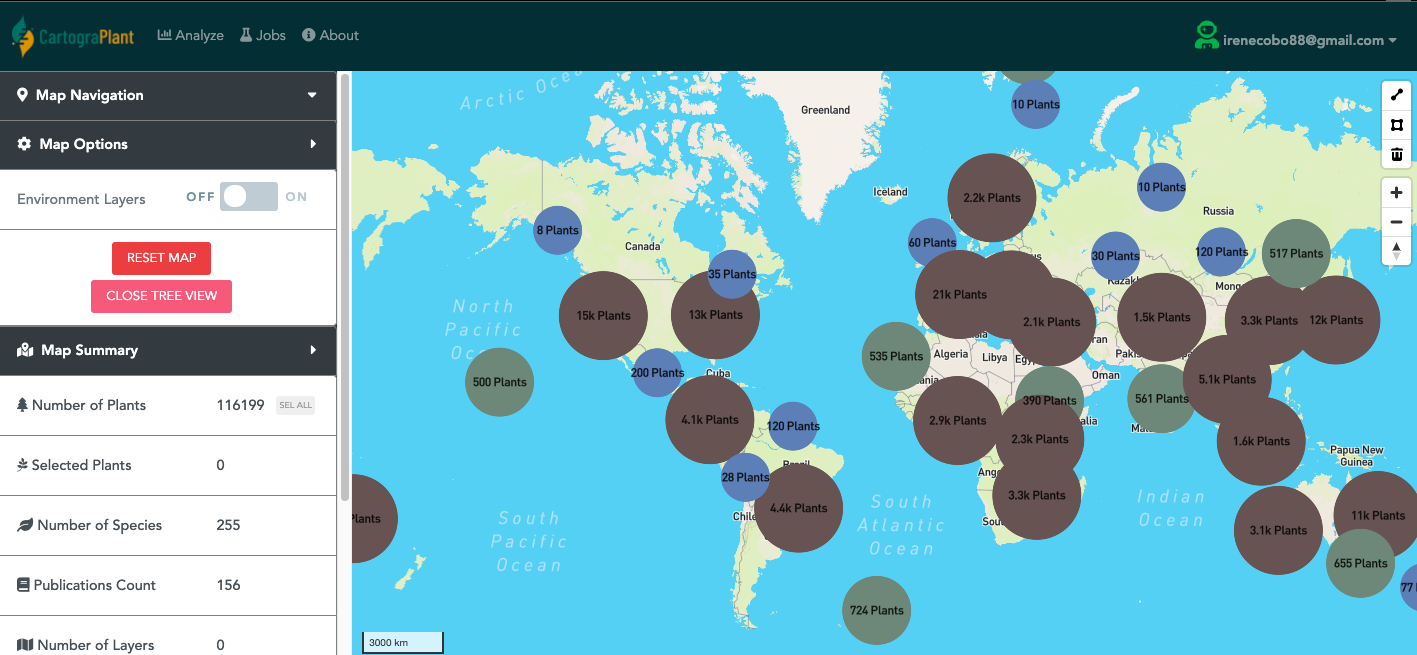 CartograPlant
Analyze
Jobs
About
irenecobo88@gmail.com
Map Navigation
Map Options
Environment Layers
OFF
ON
RESET MAP
CLOSE TREE VIEW
Map Summary
Number of Plants 116199 SEL ALL
Selected Plants 0
Number of Species 255
Publications Count 156
Number of Layers 0
Arctic Oce
Greenland
10 Plants
Iceland
2.2k Plants
10 Plants
Russia
8 Plants
Canada
60 Plants
30 Plants
120 Plants
517 Plants
35 Plants
Kazak
Mong
North
Pacific
Oc
15k Plants
13k Plants
21k Plants
2.1k Plants
1.5k Plants
3.3k Plants
12k Plants
535 Plants
Algeria
Libya
Egy
ran
Pakis
Oman
500 Plants
200 Plants
Cuba
5.1k Plants
390 Plants
561 Plants
4.1k Plants
120 Plants
2.9k Plants
2.3k Plants
1.6k Plants
Papua New
Guinea
Brazil
Ango
28 Plants
4.4k Plants
3.3k Plants
Chile
Sou
South
Atlantic
Ocean
Indian
Ocean
South
Pacific
Ocean
Plants
3.1k Plants
11k Plants
655 Plants
77
724 Plants
3000 km